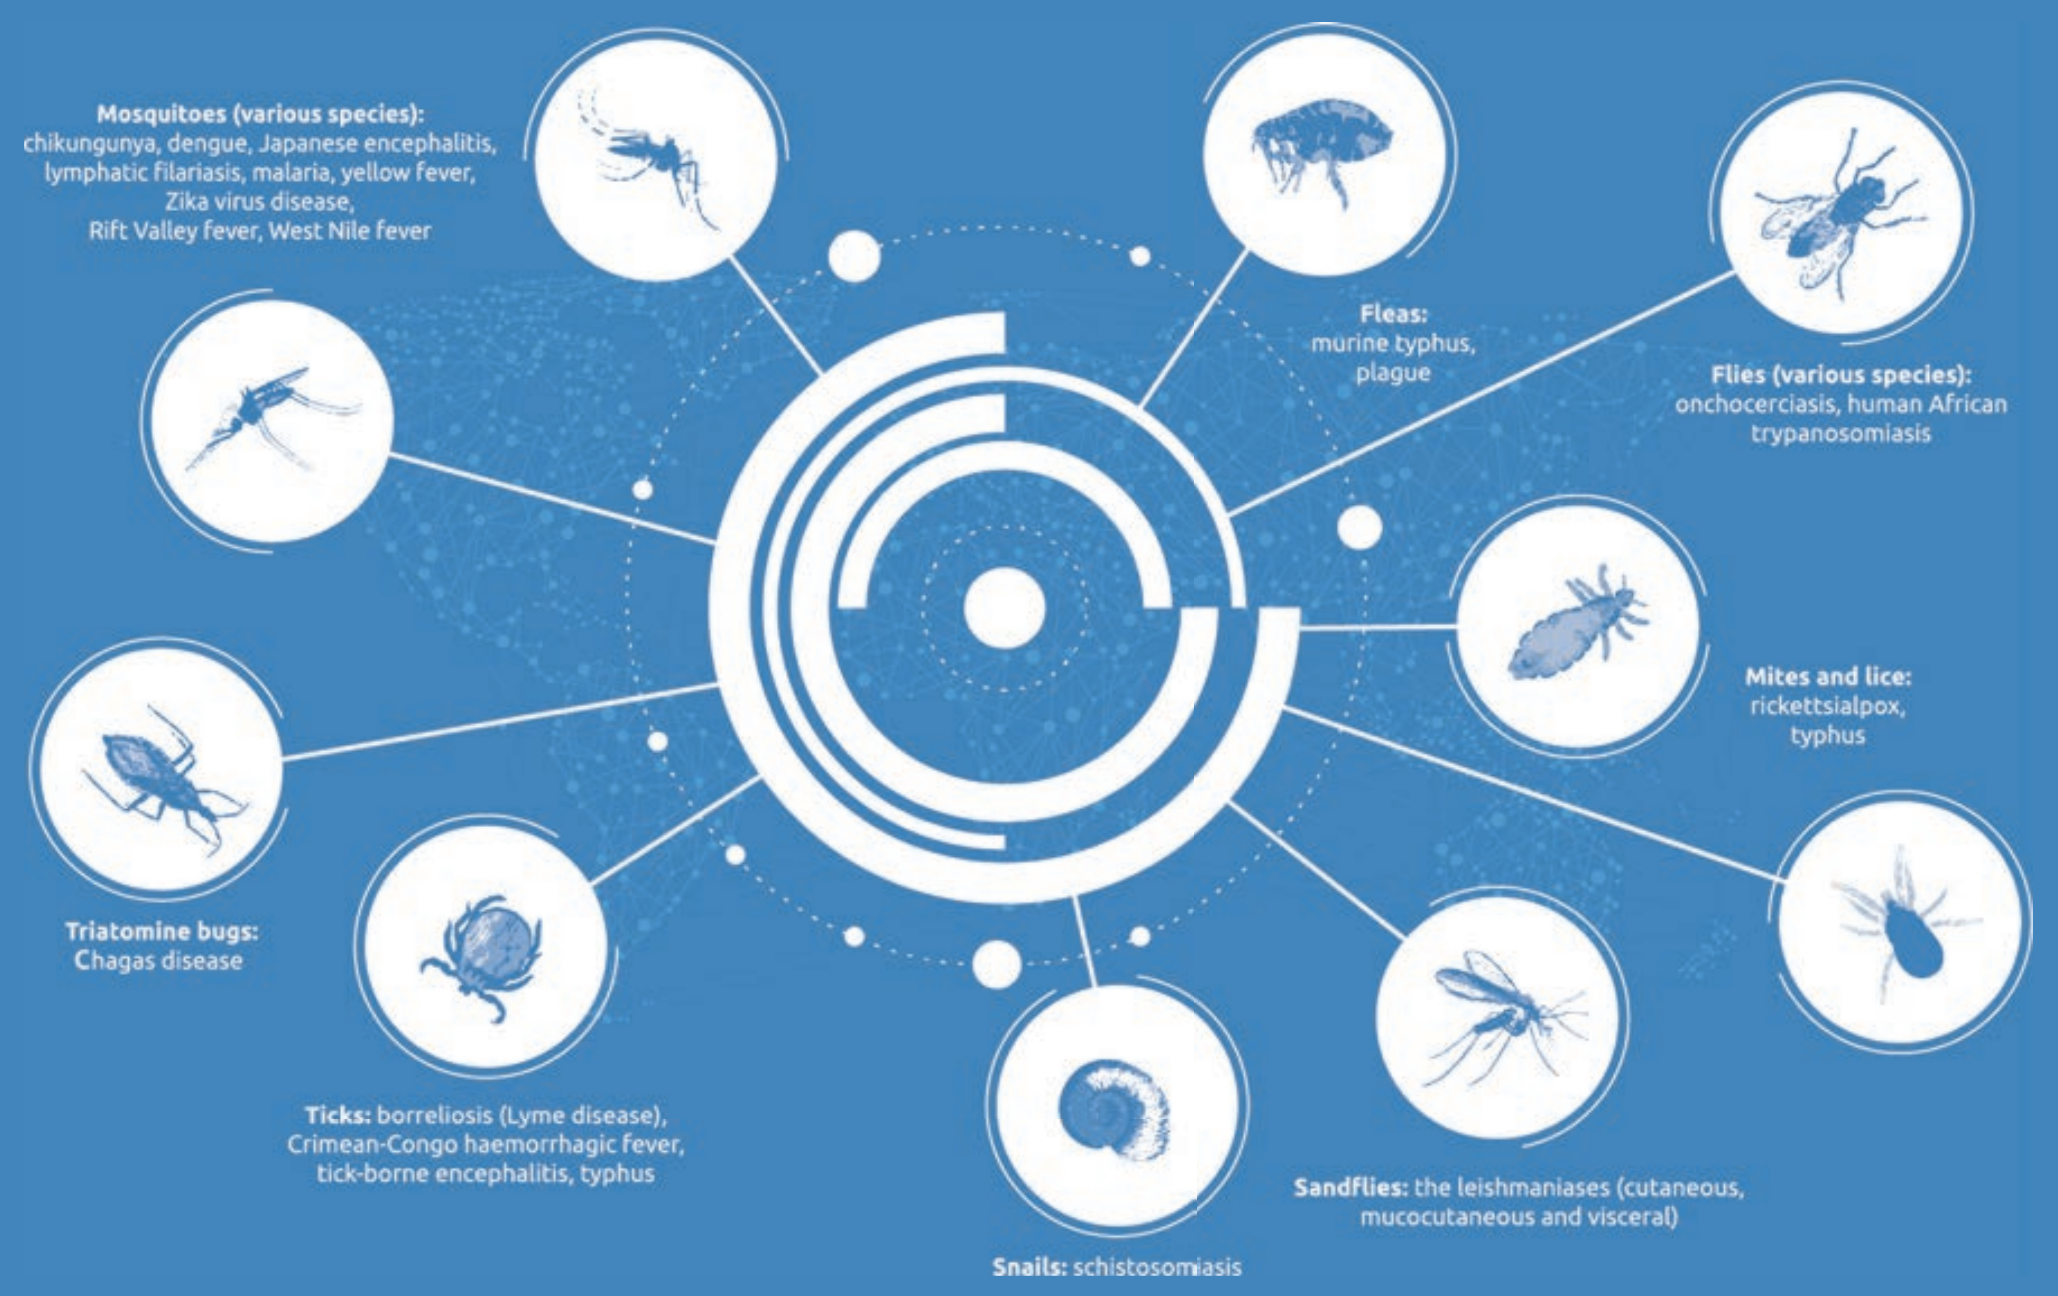 Mosquitoes (various species):
chikungunya, dengue, Japanese encephalitis,
lymphatic filariasis, malaria, yellow fever,
Zika virus disease,
Rift Valley fever, West Nile fever
Fleas:
murine typhus,
plague
Flies (various species):
onchocerciasis, human African
trypanosomiasis
Mites and lice:
rickettsialpox,
typhus
Triatomine bugs:
Chagas disease
Ticks: borreliosis (Lyme disease),
Crimean-Congo haemorrhagic fever,
tick-borne encephalitis, typhus
Sandflies: the leishmaniases (cutaneous,
mucocutaneous and visceral)
Snails: schistosomiasis